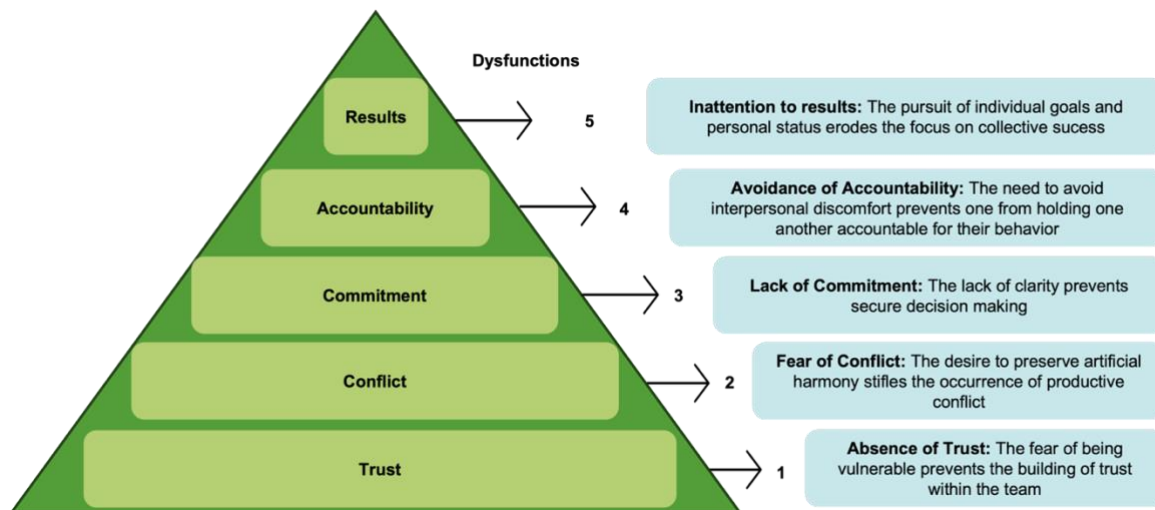 Dysfunctions
Results
5
Inattention to results: The pursuit of individual goals and
personal status erodes the focus on collective sucess
Accountability
4
Avoidance of Accountability: The need to avoid
interpersonal discomfort prevents one from holding one
another accountable for their behavior
Commitment
3
Lack of Commitment: The lack of clarity prevents
secure decision making
Conflict
2
Fear of Conflict: The desire to preserve artificial
harmony stifles the occurrence of productive
conflict
Trust
1
Absence of Trust: The fear of being
vulnerable prevents the building of trust
within the team